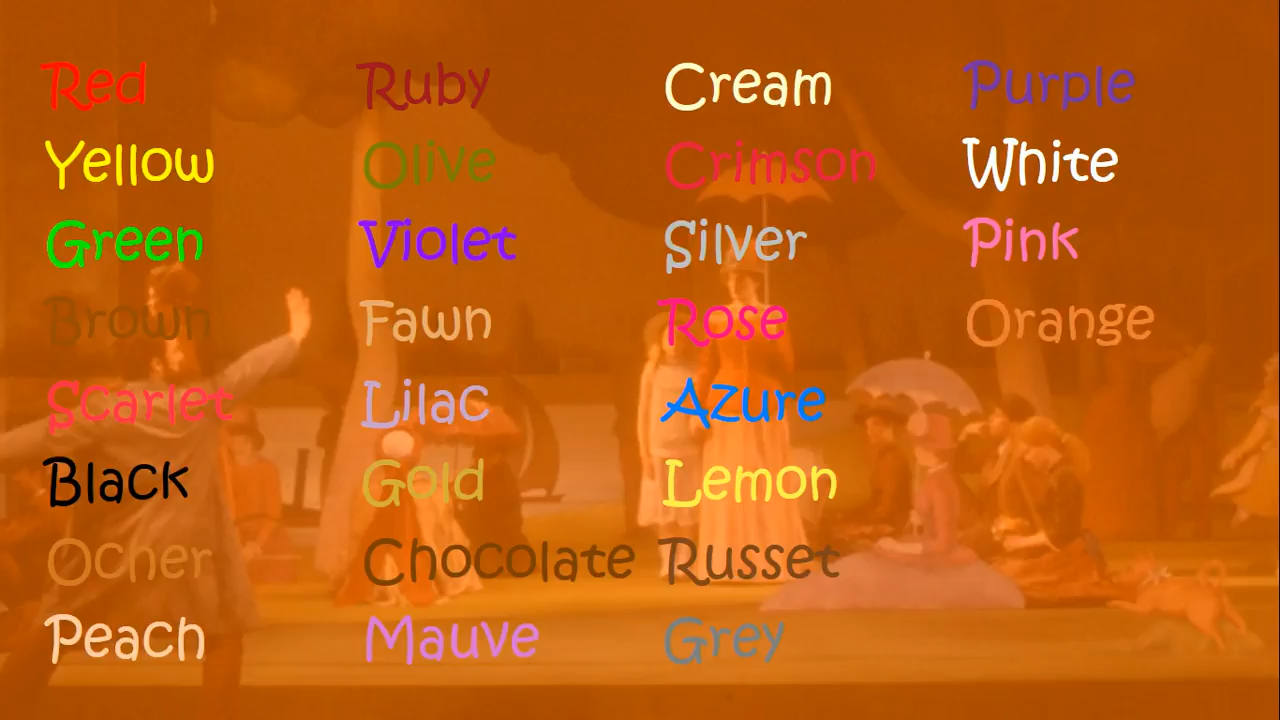 Red
Yellow
Green
Brown
Scarlet
Black
Ocher
Peach
Ruby
Olive
Violet
Fawn
Lilac
Gold
Chocolate
Mauve
Cream
Crimson
Silver
Rose
Azure
Lemon
Russet
Grey
Purple
White
Pink
Orange